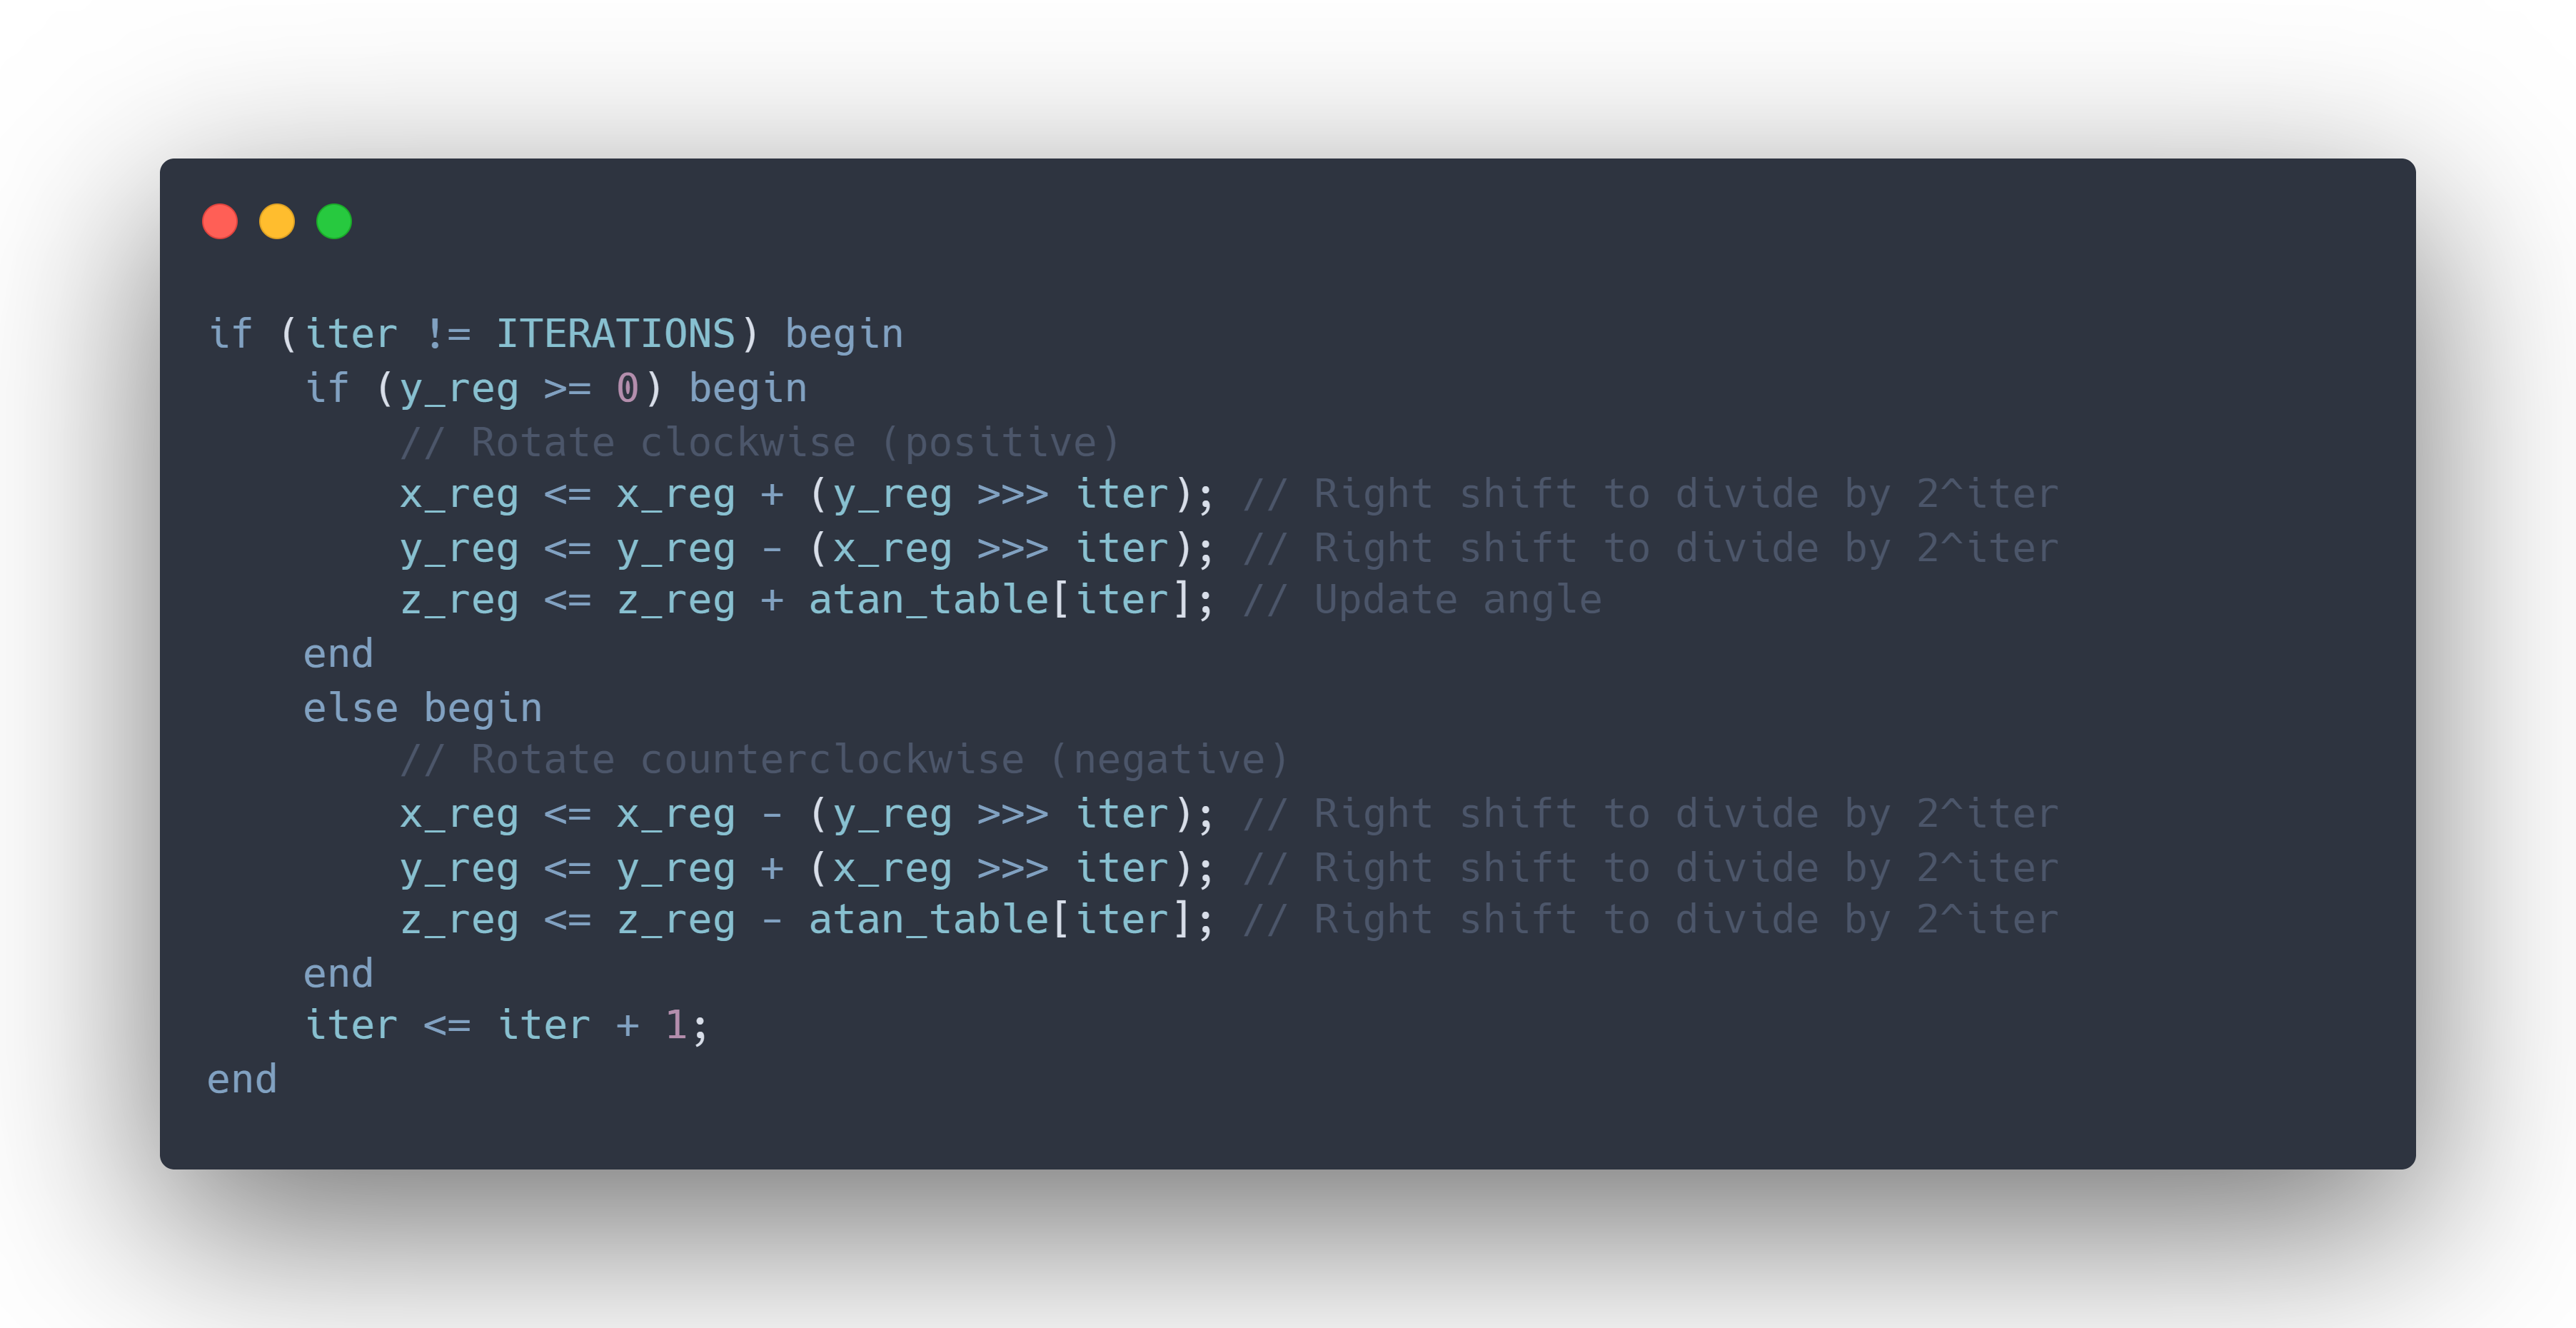 if (iter != ITERATIONS) begin
    if (y_reg >= 0) begin
        // Rotate clockwise (positive)
        x_reg <= x_reg + (y_reg >>> iter); // Right shift to divide by 2^iter
        y_reg <= y_reg - (x_reg >>> iter); // Right shift to divide by 2^iter
        z_reg <= z_reg + atan_table[iter]; // Update angle
    end
    else begin
        // Rotate counterclockwise (negative)
        x_reg <= x_reg - (y_reg >>> iter); // Right shift to divide by 2^iter
        y_reg <= y_reg + (x_reg >>> iter); // Right shift to divide by 2^iter
        z_reg <= z_reg - atan_table[iter]; // Right shift to divide by 2^iter
    end
    iter <= iter + 1;
end